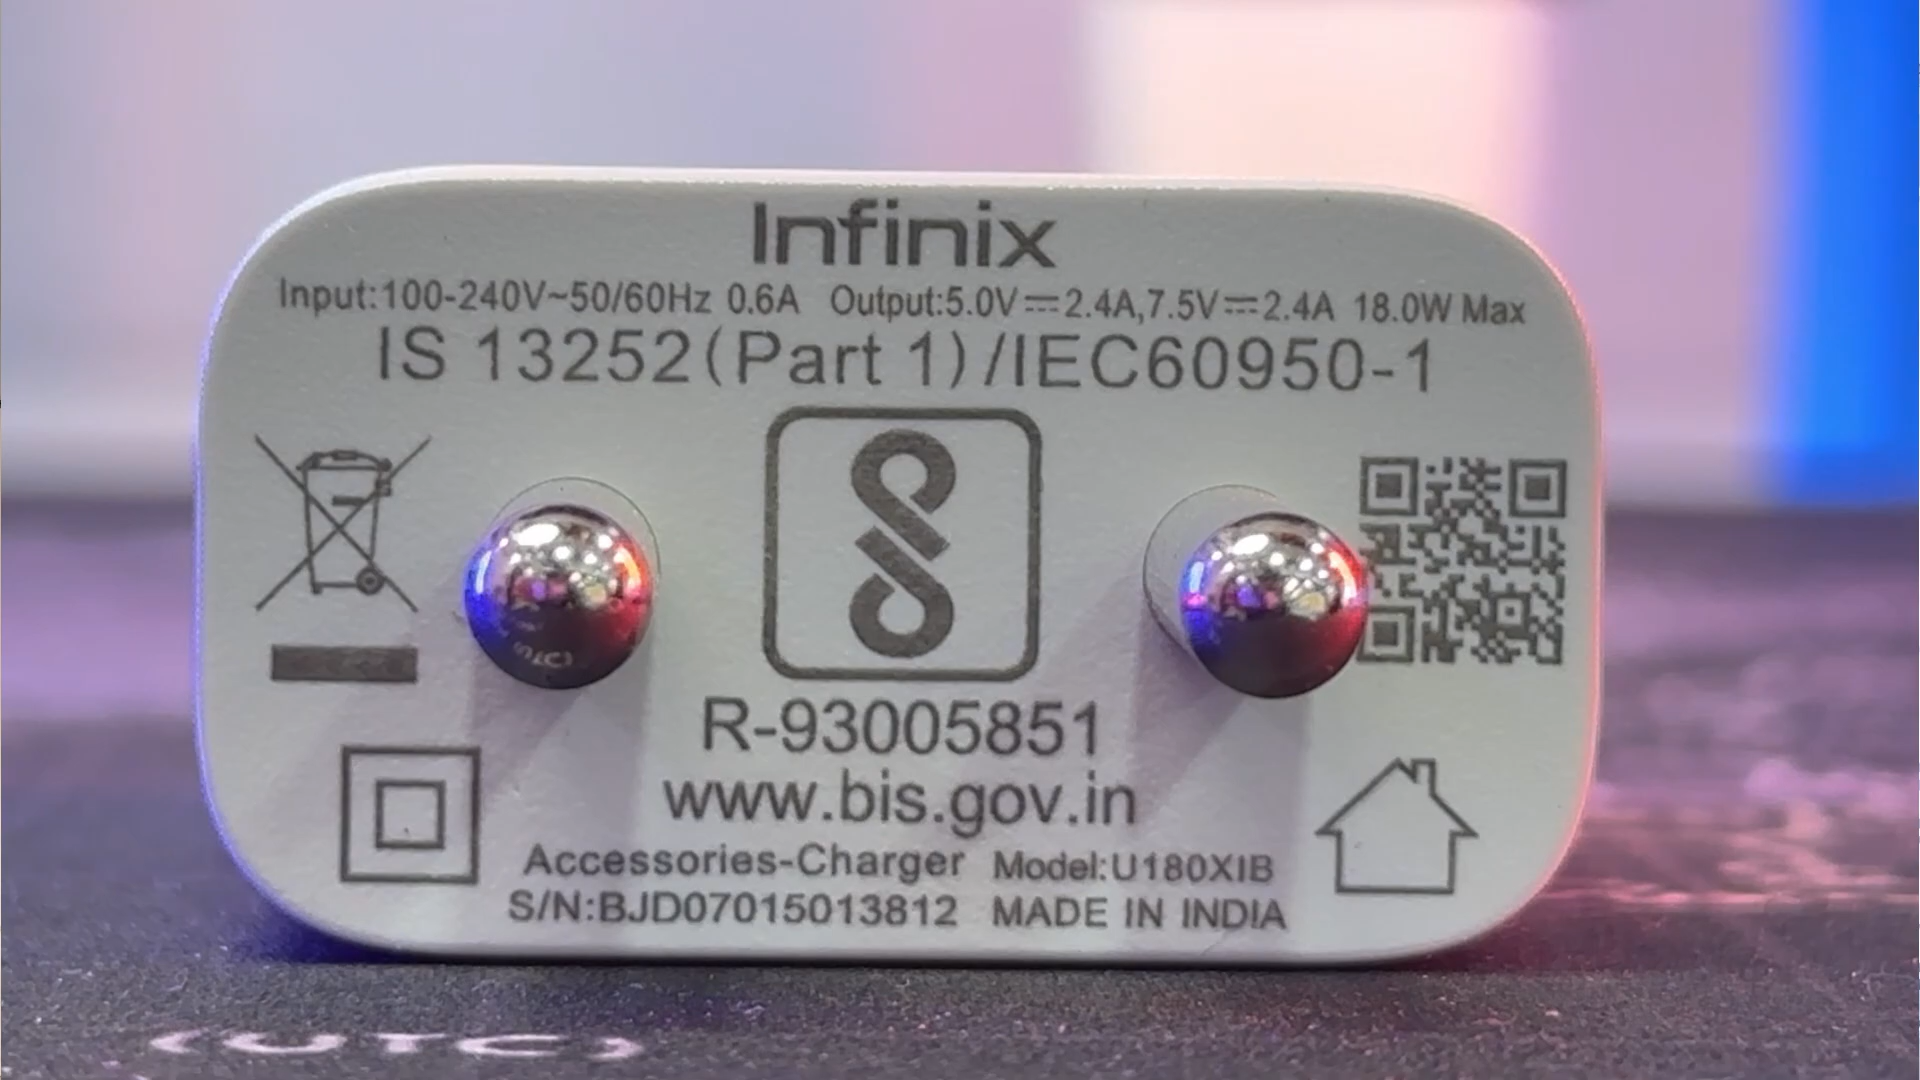 Infinix
Input:100-240V~50/60Hz 0.6A Output:5.0V⎓2.4A,7.5V⎓2.4A 18.0W Max
IS 13252(Part 1)/IEC60950-1
R-93005851
www.bis.gov.in
Accessories-Charger Model:U180XIB
S/N:BJD07015013812 MADE IN INDIA
(UTC)